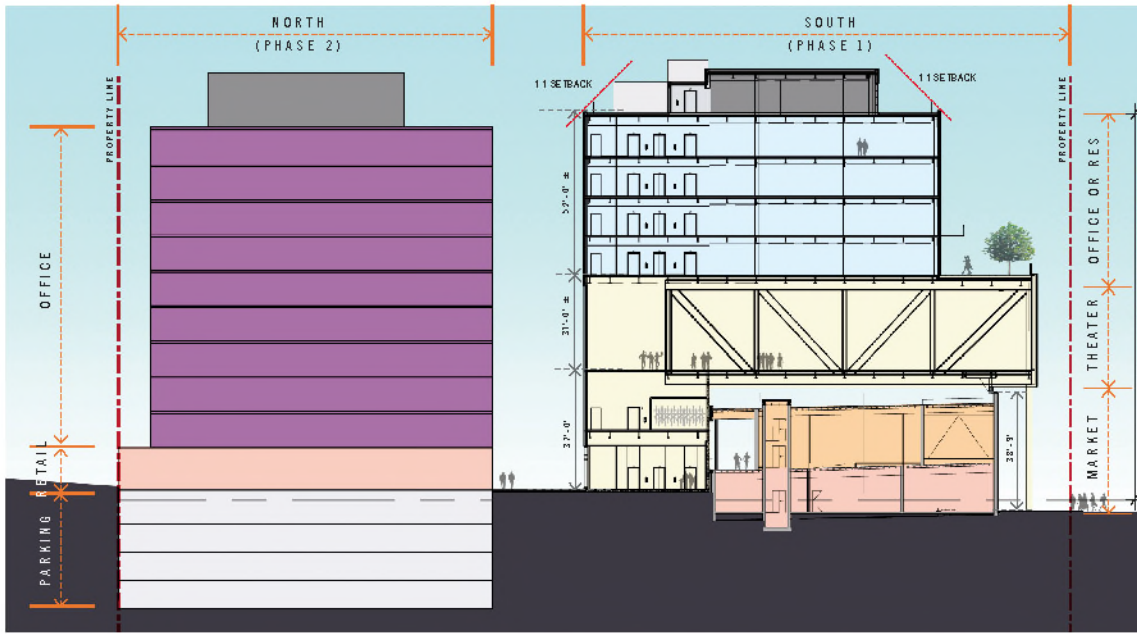 NORTH
(PHASE 2)
SOUTH
(PHASE 1)
1 1 SETBACK
1 1 SETBACK
PROPERTY LINE
PROPERTY LINE
OFFICE
RETAIL
PARKING
52'-0" ±
31'-0" ±
37'-0"
38'-9"
OFFICE OR RES
THEATER
MARKET